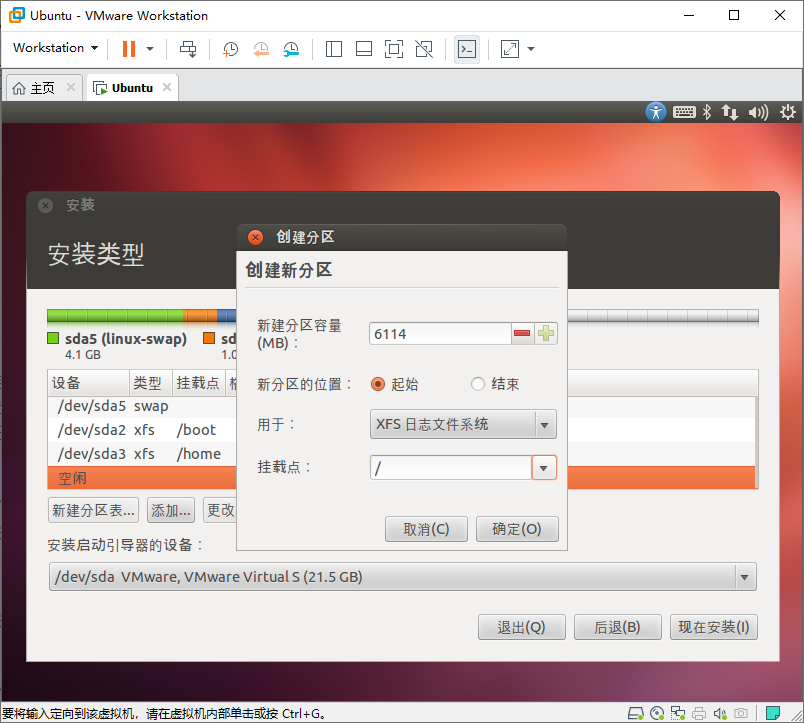 Ubuntu - VMware Workstation
Workstation
主页
Ubuntu
安装
安装类型
创建分区
创建新分区
sda5 (linux-swap)
4.1 GB
sd
1.0
新建分区容量
(MB)：
6114
新分区的位置：
起始
结束
用于：
XFS 日志文件系统
挂载点：
/
取消(C)
确定(O)
设备
类型
挂载点
/dev/sda5 swap
/dev/sda2 xfs /boot
/dev/sda3 xfs /home
空闲
新建分区表...
添加...
更改
安装启动引导器的设备：
/dev/sda VMware, VMware Virtual S (21.5 GB)
退出(Q)
后退(B)
现在安装(I)
要将输入定向到该虚拟机，请在虚拟机内部单击或按 Ctrl+G。